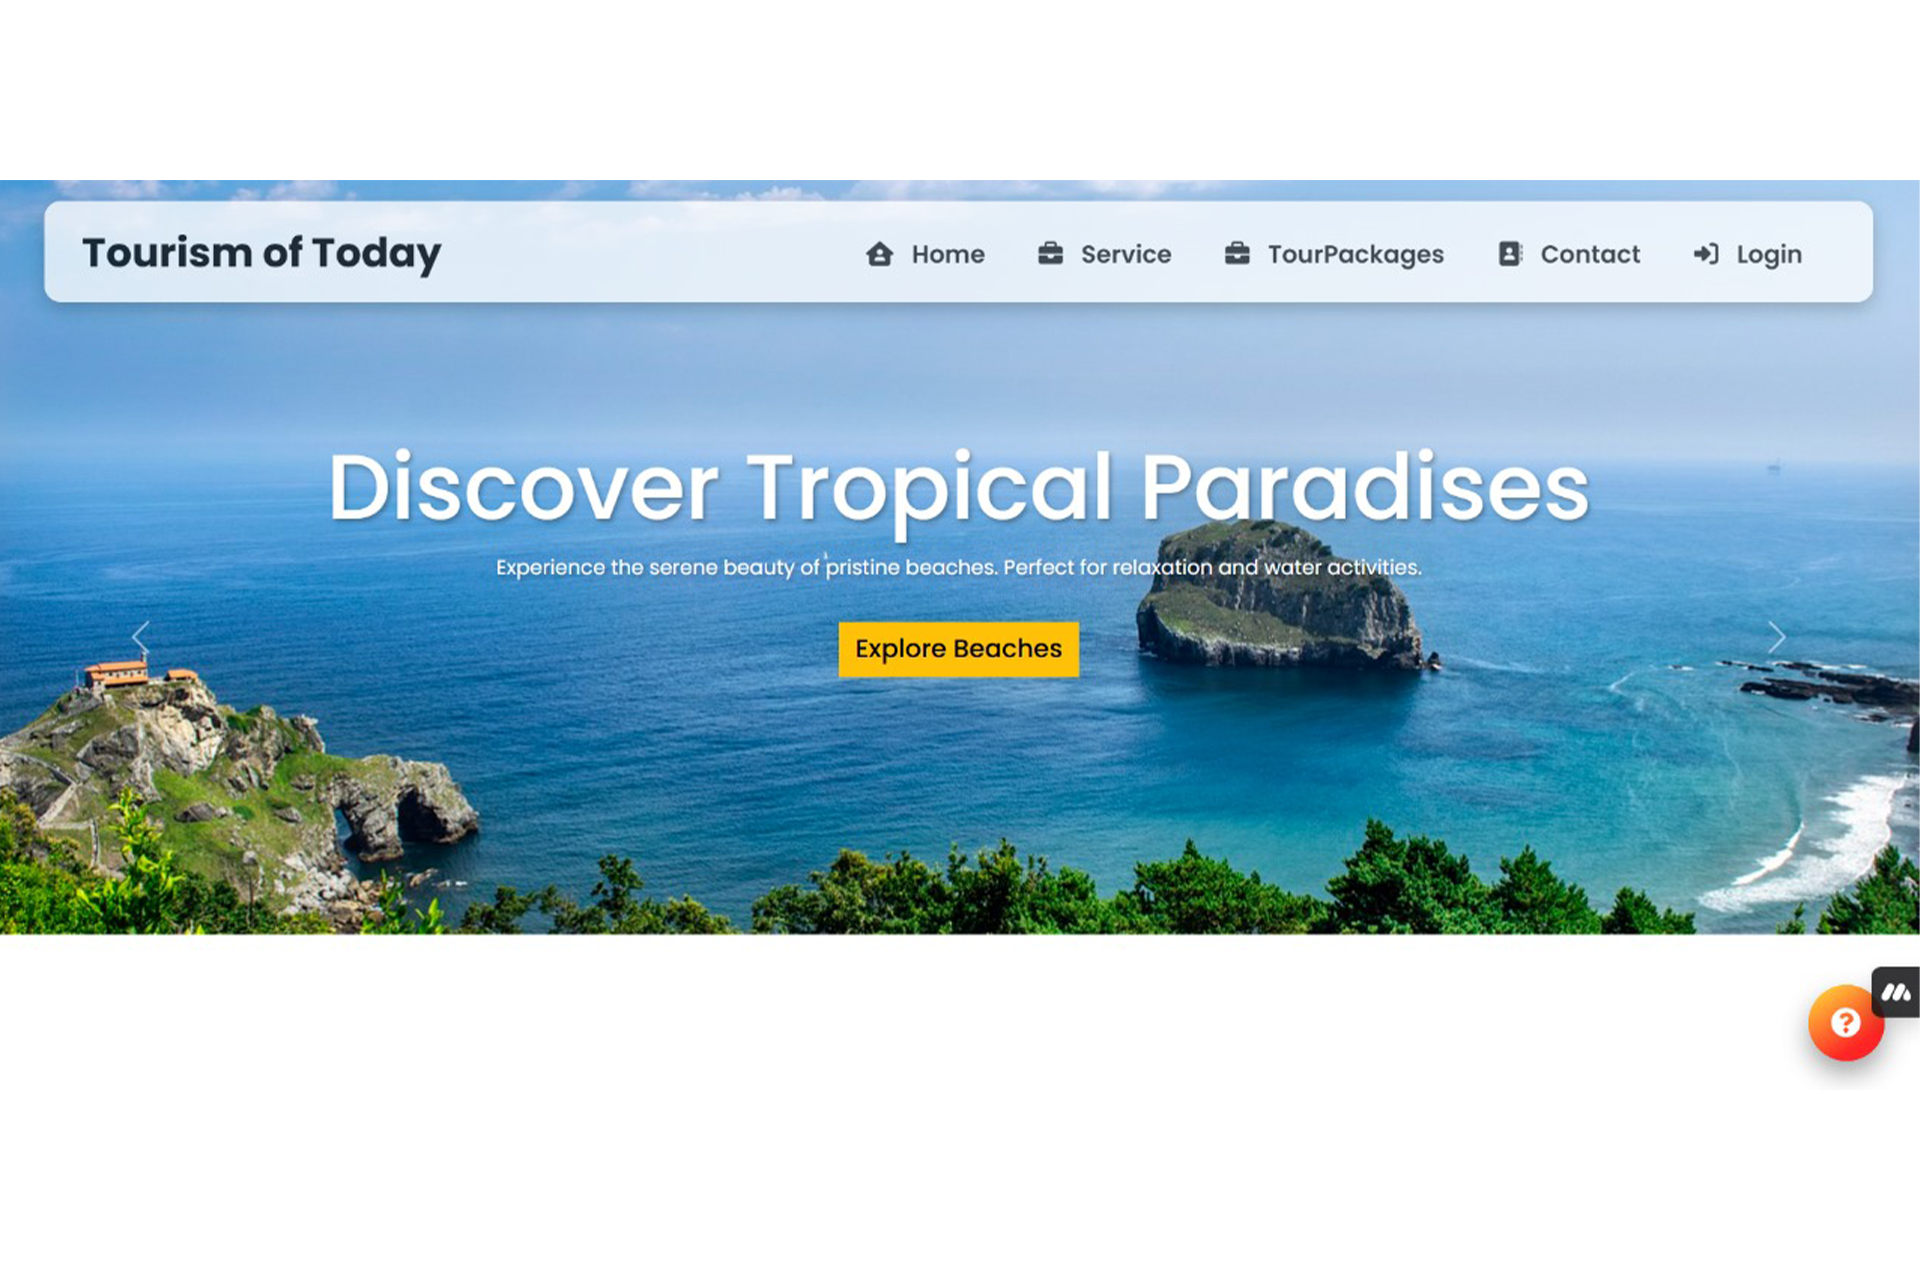 Tourism of Today
Home Service TourPackages Contact Login
Discover Tropical Paradises
Experience the serene beauty of pristine beaches. Perfect for relaxation and water activities.
Explore Beaches
?